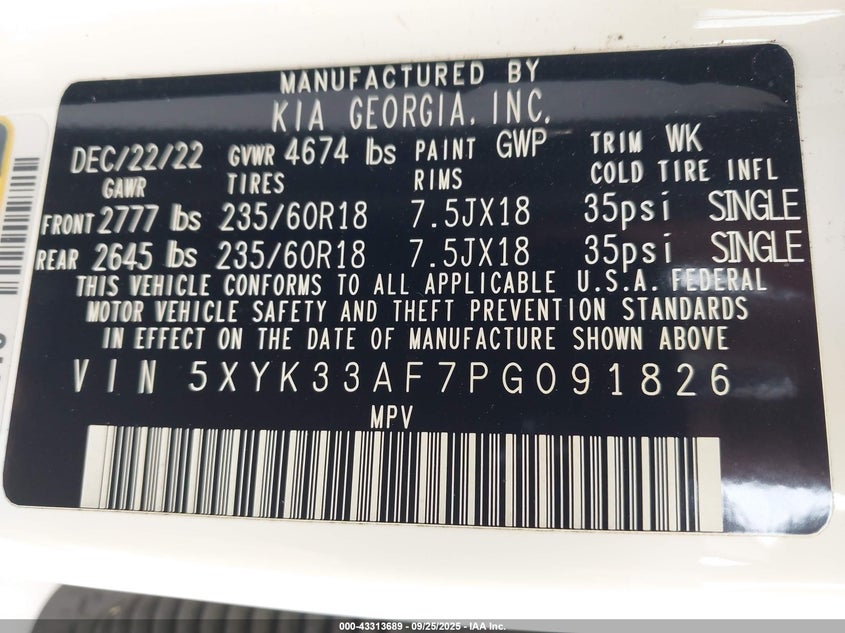 MANUFACTURED BY
KIA GEORGIA, INC.
DEC/22/22 GVWR 4674 lbs PAINT GWP TRIM WK
GAWR TIRES RIMS COLD TIRE INFL
FRONT 2777 lbs 235/60R18 7.5JX18 35psi SINGLE
REAR 2645 lbs 235/60R18 7.5JX18 35psi SINGLE
THIS VEHICLE CONFORMS TO ALL APPLICABLE U.S.A. FEDERAL
MOTOR VEHICLE SAFETY AND THEFT PREVENTION STANDARDS
IN EFFECT ON THE DATE OF MANUFACTURE SHOWN ABOVE
VIN 5XYK33AF7PG091826
MPV
000-43313689 - 09/25/2025 - IAA Inc.